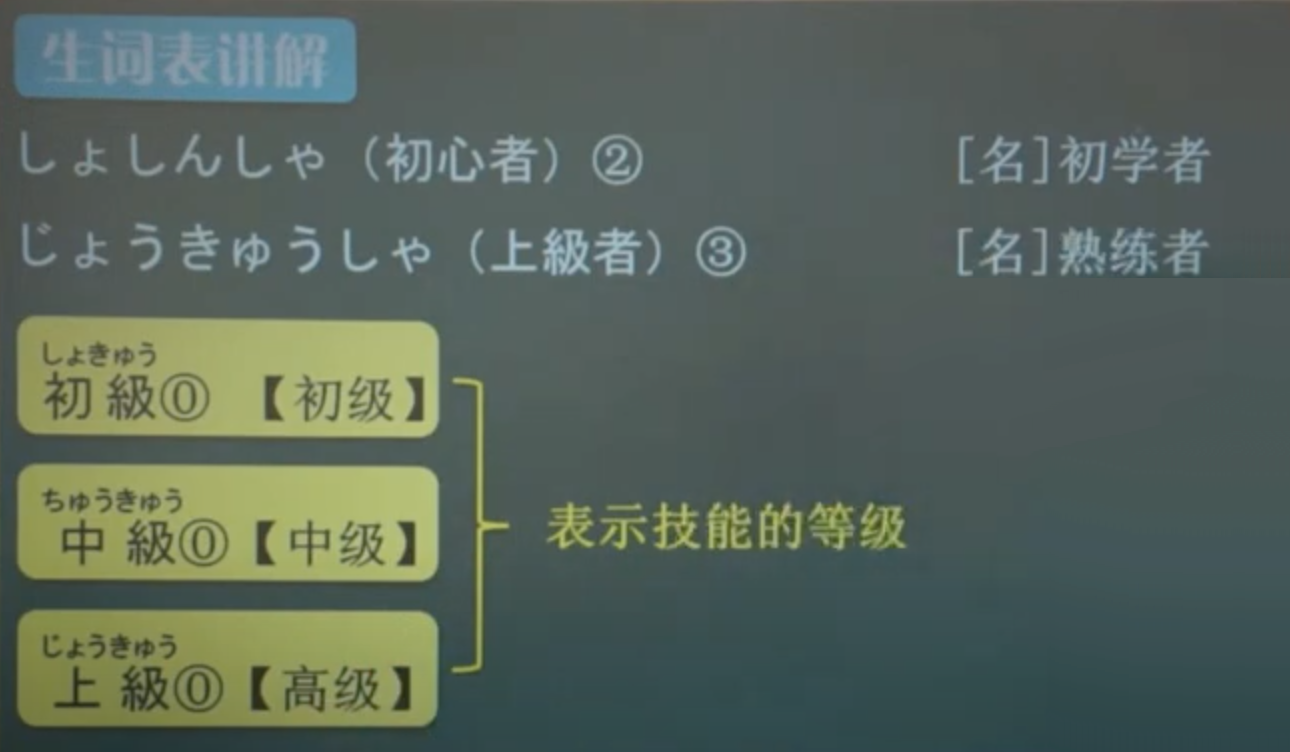 生词表讲解
しょしんしゃ（初心者）② [名]初学者
じょうきゅうしゃ（上級者）③ [名]熟练者
しょきゅう
初級⓪ 【初级】
ちゅうきゅう
中級⓪【中级】
表示技能的等级
じょうきゅう
上級⓪【高级】